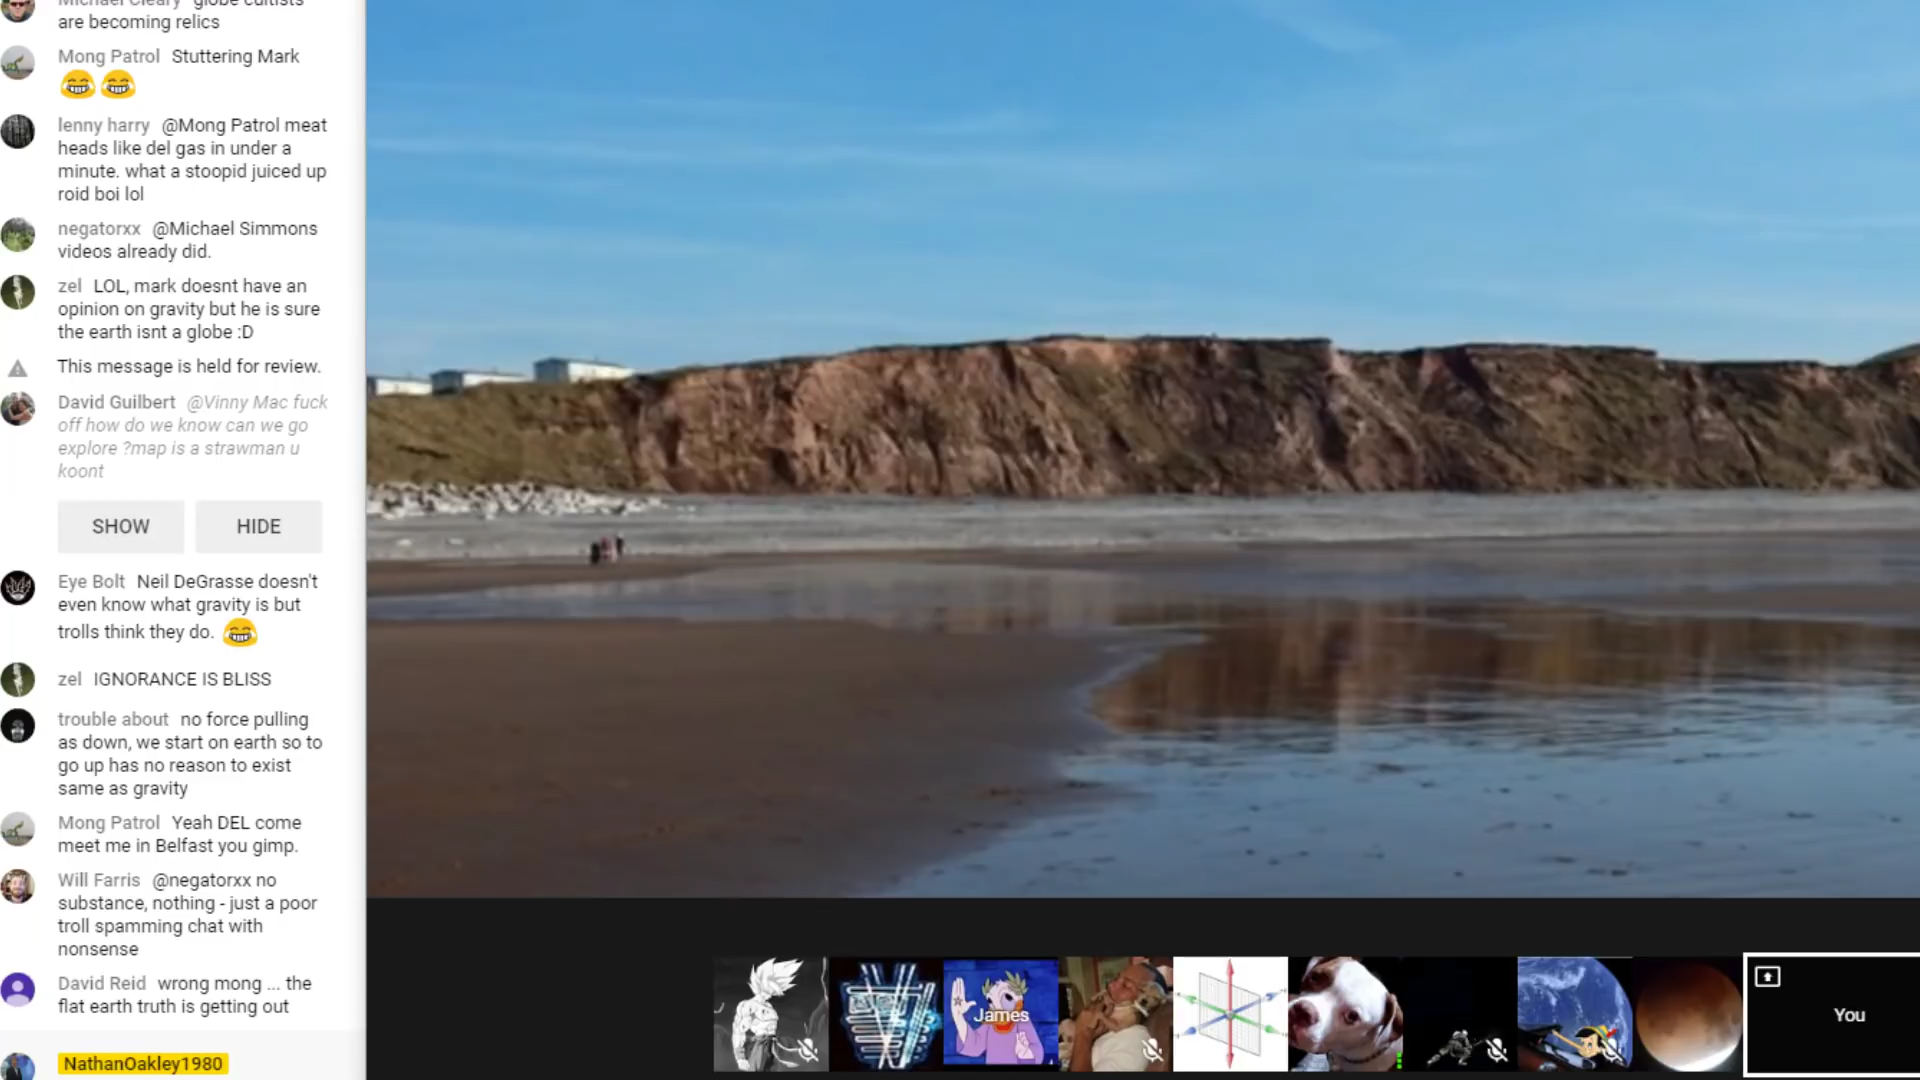 Michael Cleary globe cultists
are becoming relics
Mong Patrol Stuttering Mark
lenny harry @Mong Patrol meat
heads like del gas in under a
minute. what a stoopid juiced up
roid boi lol
negatorxx @Michael Simmons
videos already did.
zel LOL, mark doesnt have an
opinion on gravity but he is sure
the earth isnt a globe :D
This message is held for review.
David Guilbert @Vinny Mac fuck
off how do we know can we go
explore ?map is a strawman u
koont
SHOW HIDE
Eye Bolt Neil DeGrasse doesn't
even know what gravity is but
trolls think they do.
zel IGNORANCE IS BLISS
trouble about no force pulling
as down, we start on earth so to
go up has no reason to exist
same as gravity
Mong Patrol Yeah DEL come
meet me in Belfast you gimp.
Will Farris @negatorxx no
substance, nothing - just a poor
troll spamming chat with
nonsense
David Reid wrong mong ... the
flat earth truth is getting out
NathanOakley1980
James
You